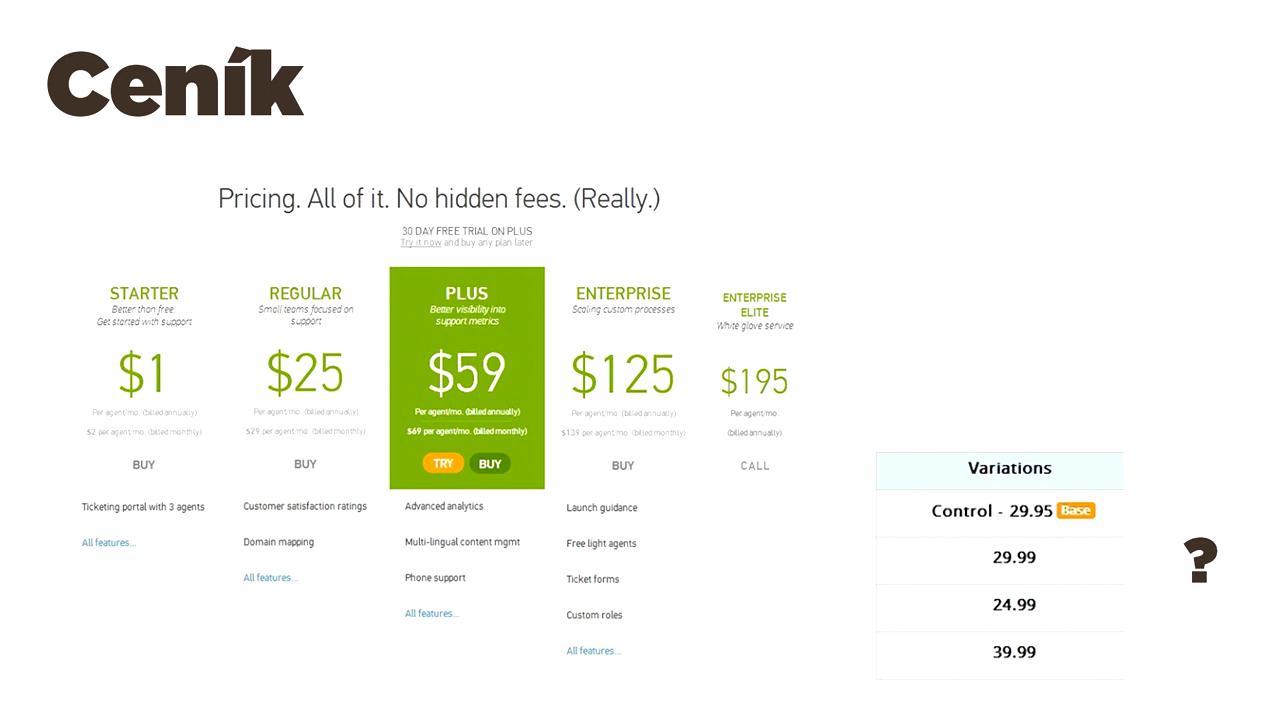 Ceník
Pricing. All of it. No hidden fees. (Really.)
30 DAY FREE TRIAL ON PLUS
Try it now and buy any plan later
STARTER
Better than free.
Get started with support
$1
Per agent/mo. (billed annually)
$2 per agent/mo. (billed monthly)
BUY
Ticketing portal with 3 agents
All features...
REGULAR
Small teams focused on
support
$25
Per agent/mo. (billed annually)
$29 per agent/mo. (billed monthly)
BUY
Customer satisfaction ratings
Domain mapping
All features...
PLUS
Better visibility into
support metrics
$59
Per agent/mo. (billed annually)
$69 per agent/mo. (billed monthly)
TRY BUY
Advanced analytics
Multi-lingual content mgmt
Phone support
All features...
ENTERPRISE
Scaling custom processes
$125
Per agent/mo. (billed annually)
$139 per agent/mo. (billed monthly)
BUY
Launch guidance
Free light agents
Ticket forms
Custom roles
All features...
ENTERPRISE
ELITE
White glove service
$195
Per agent/mo.
(billed annually)
CALL
Variations
Control - 29.95 Base
29.99
24.99
39.99
?